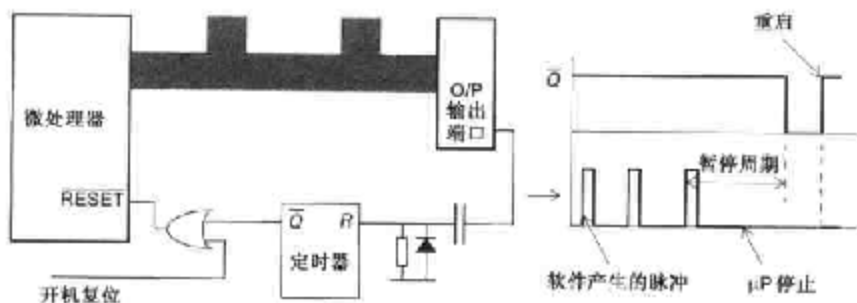 微处理器
RESET
开机复位
Q̅ R
定时器
O/P
输出
端口
重启
Q̅
暂停周期
软件产生的脉冲
μP 停止